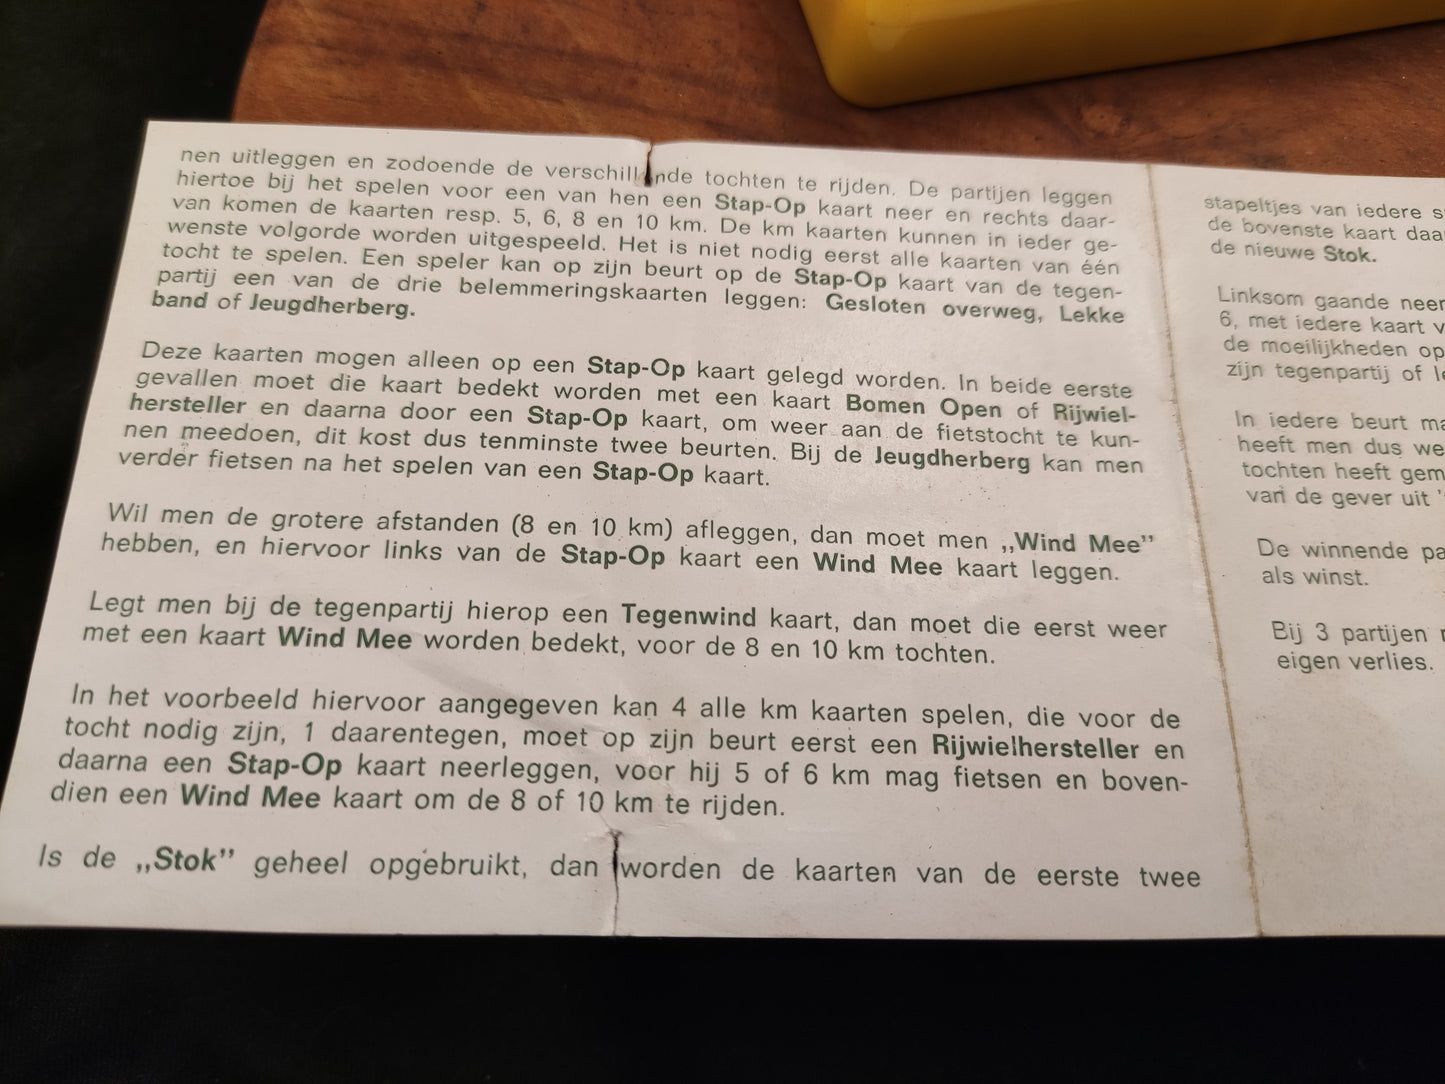 nen uitleggen en zodoende de verschillende tochten te rijden. De partijen leggen
hiertoe bij het spelen voor een van hen een Stap-Op kaart neer en rechts daar-
van komen de kaarten resp. 5, 6, 8 en 10 km. De km kaarten kunnen in ieder ge-
wenste volgorde worden uitgespeeld. Het is niet nodig eerst alle kaarten van één
tocht te spelen. Een speler kan op zijn beurt op de Stap-Op kaart van de tegen-
partij een van de drie belemmeringskaarten leggen: Gesloten overweg, Lekke
band of Jeugdherberg.
Deze kaarten mogen alleen op een Stap-Op kaart gelegd worden. In beide eerste
gevallen moet die kaart bedekt worden met een kaart Bomen Open of Rijwiel-
hersteller en daarna door een Stap-Op kaart, om weer aan de fietstocht te kun-
nen meedoen, dit kost dus tenminste twee beurten. Bij de Jeugdherberg kan men
verder fietsen na het spelen van een Stap-Op kaart.
Wil men de grotere afstanden (8 en 10 km) afleggen, dan moet men „Wind Mee”
hebben, en hiervoor links van de Stap-Op kaart een Wind Mee kaart leggen.
Legt men bij de tegenpartij hierop een Tegenwind kaart, dan moet die eerst weer
met een kaart Wind Mee worden bedekt, voor de 8 en 10 km tochten.
In het voorbeeld hiervoor aangegeven kan 4 alle km kaarten spelen, die voor de
tocht nodig zijn, 1 daarentegen, moet op zijn beurt eerst een Rijwielhersteller en
daarna een Stap-Op kaart neerleggen, voor hij 5 of 6 km mag fietsen en boven-
dien een Wind Mee kaart om de 8 of 10 km te rijden.
Is de „Stok” geheel opgebruikt, dan worden de kaarten van de eerste twee
stapeltjes van iedere
de bovenste kaart
de nieuwe Stok.
Linksom gaande
6, met iedere kaart
de moeilijkheden op
zijn tegenpartij of
In iedere beurt
heeft men dus
tochten heeft
van de gever uit
De winnende
als winst.
Bij 3 partijen
eigen verlies.